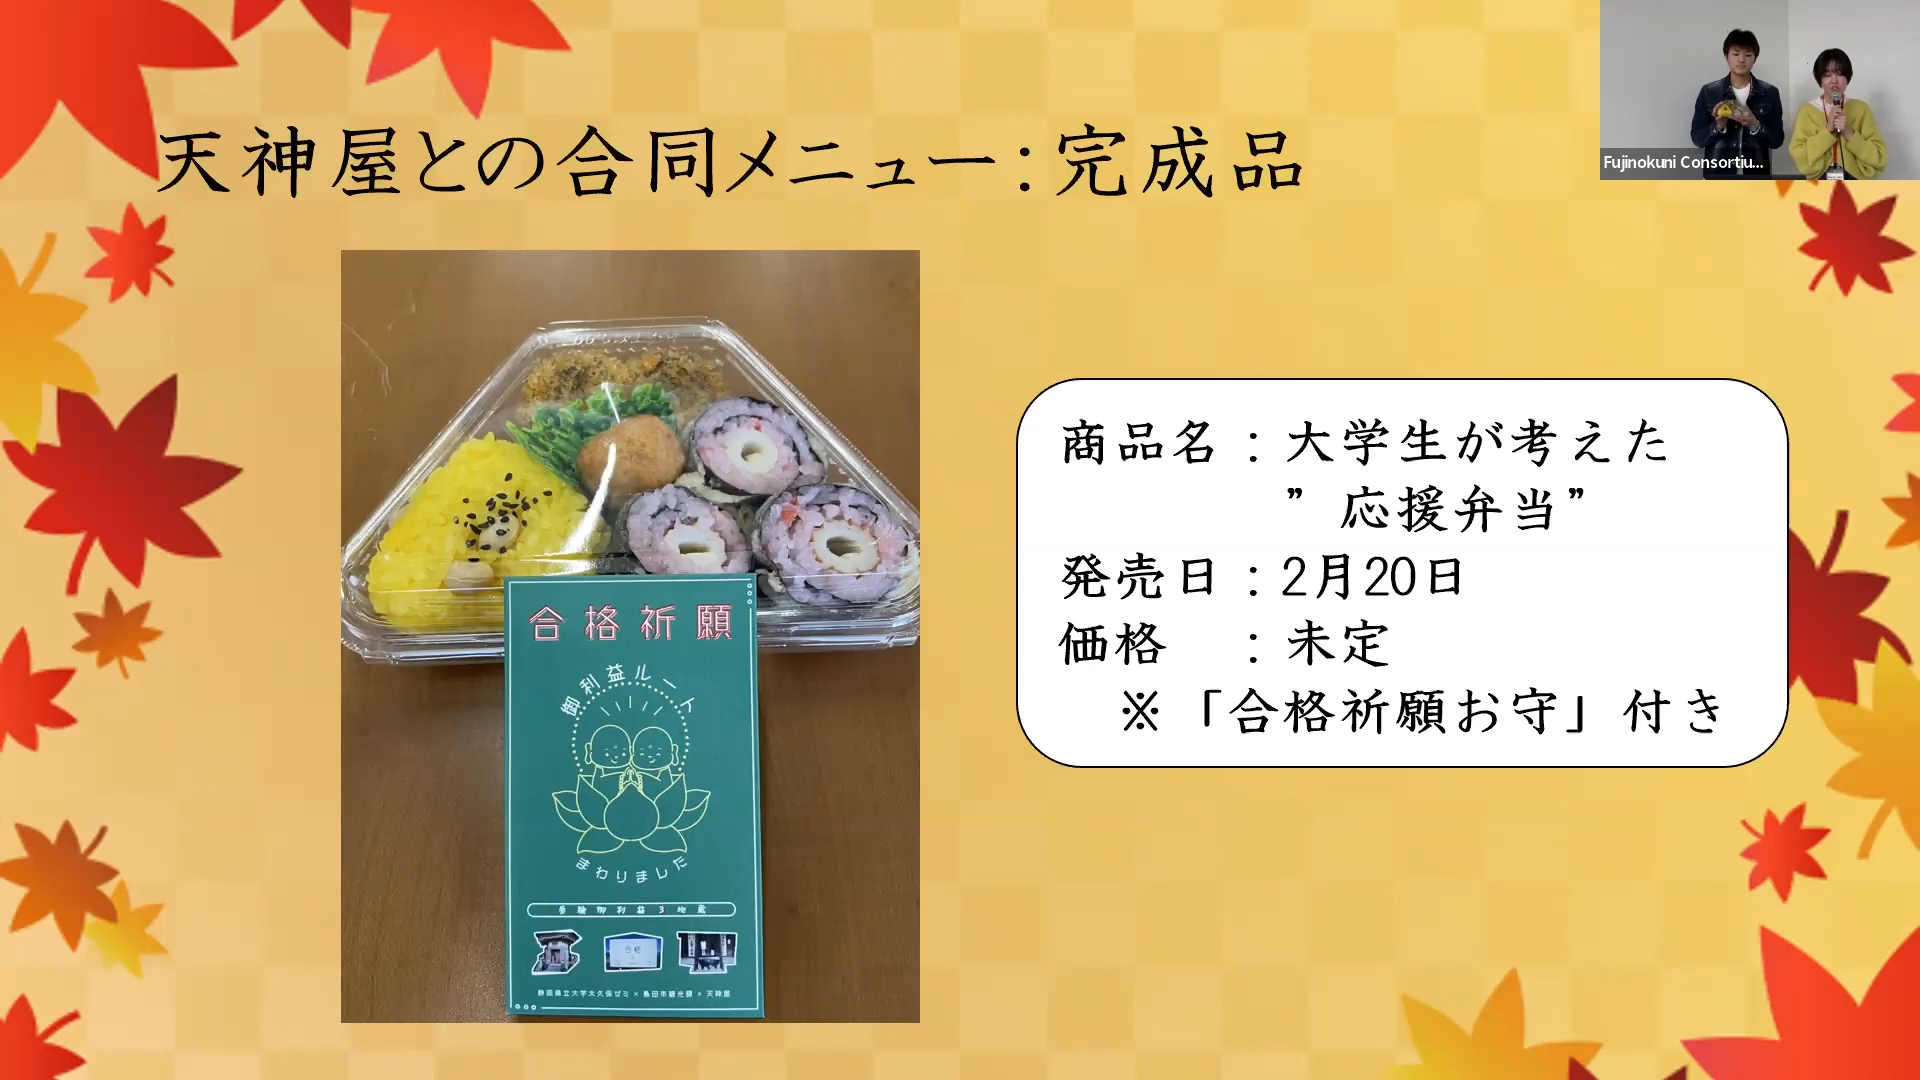 天神屋との合同メニュー：完成品
Fujinokuni Consortiu...
商品名：大学生が考えた
”応援弁当”
発売日：2月20日
価格　：未定
※「合格祈願お守」付き
合格祈願
御利益ルート
まわりました
受験御利益3地蔵
合格
静岡県立大学大久保ゼミ×島田市観光課×天神屋